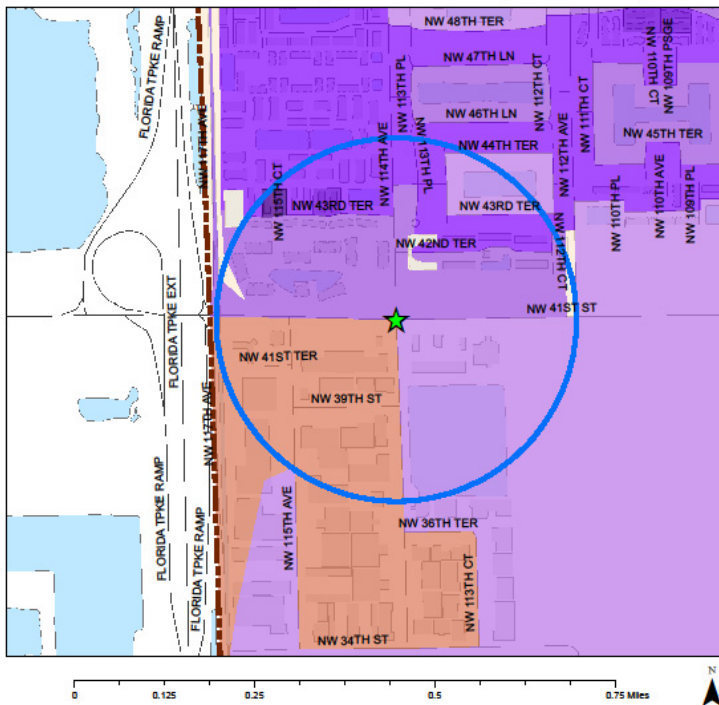 NW 48TH TER
FLORIDA TPKE RAMP
NW 113TH PL
NW 47TH LN
NW 112TH CT
NW 111TH CT
NW 110TH CT
NW 109TH PSGE
NW 117TH AVE
NW 46TH LN
NW 45TH TER
NW 114TH AVE
NW 113TH PL
NW 44TH TER
NW 112TH AVE
NW 115TH CT
NW 43RD TER
NW 43RD TER
NW 110TH PL
NW 110TH AVE
NW 109TH PL
NW 42ND TER
NW 112TH CT
FLORIDA TPKE EXT
NW 41ST ST
NW 41ST TER
NW 39TH ST
NW 117TH AVE
FLORIDA TPKE RAMP
FLORIDA TPKE RAMP
NW 115TH AVE
NW 36TH TER
NW 113TH CT
NW 34TH ST
N
0 0.125 0.25 0.5 0.75 Miles